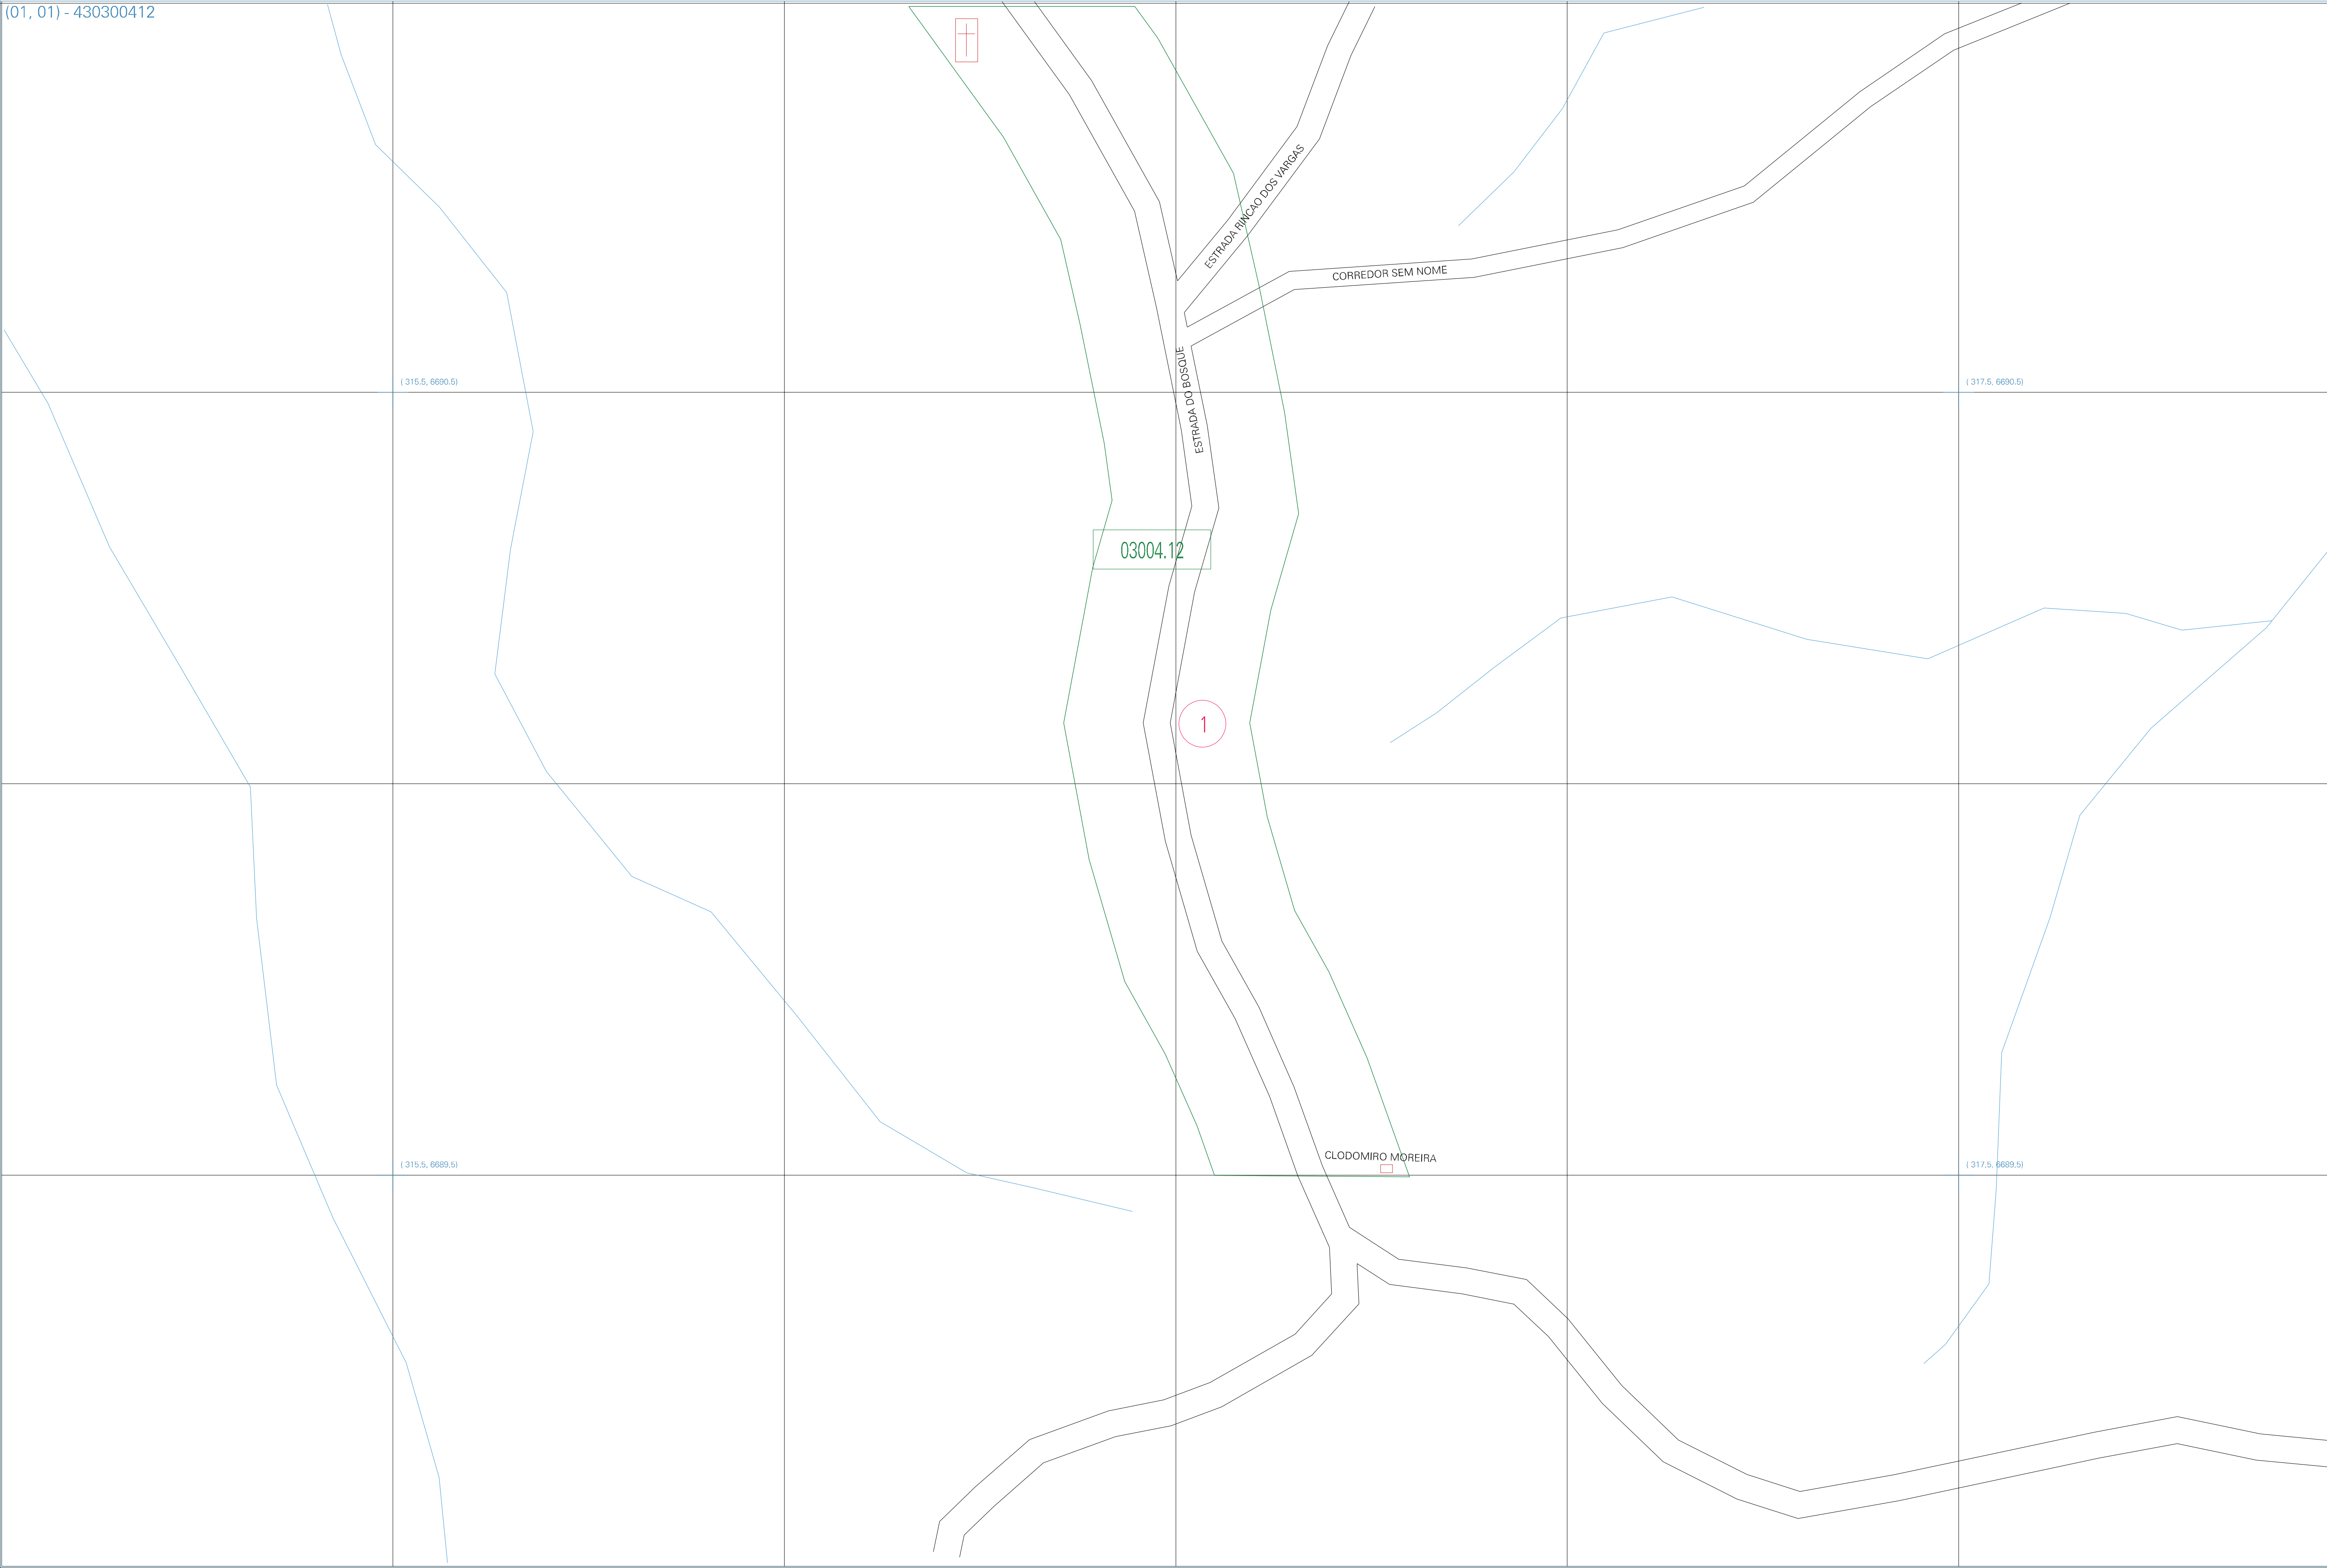 (01, 01) - 430300412
ESTRADA RINCAO DOS VARGAS
CORREDOR SEM NOME
ESTRADA DO BOSQUE
( 315.5, 6690.5)
( 317.5, 6690.5)
03004.12
1
CLODOMIRO MOREIRA
( 315.5, 6689.5)
( 317.5, 6689.5)